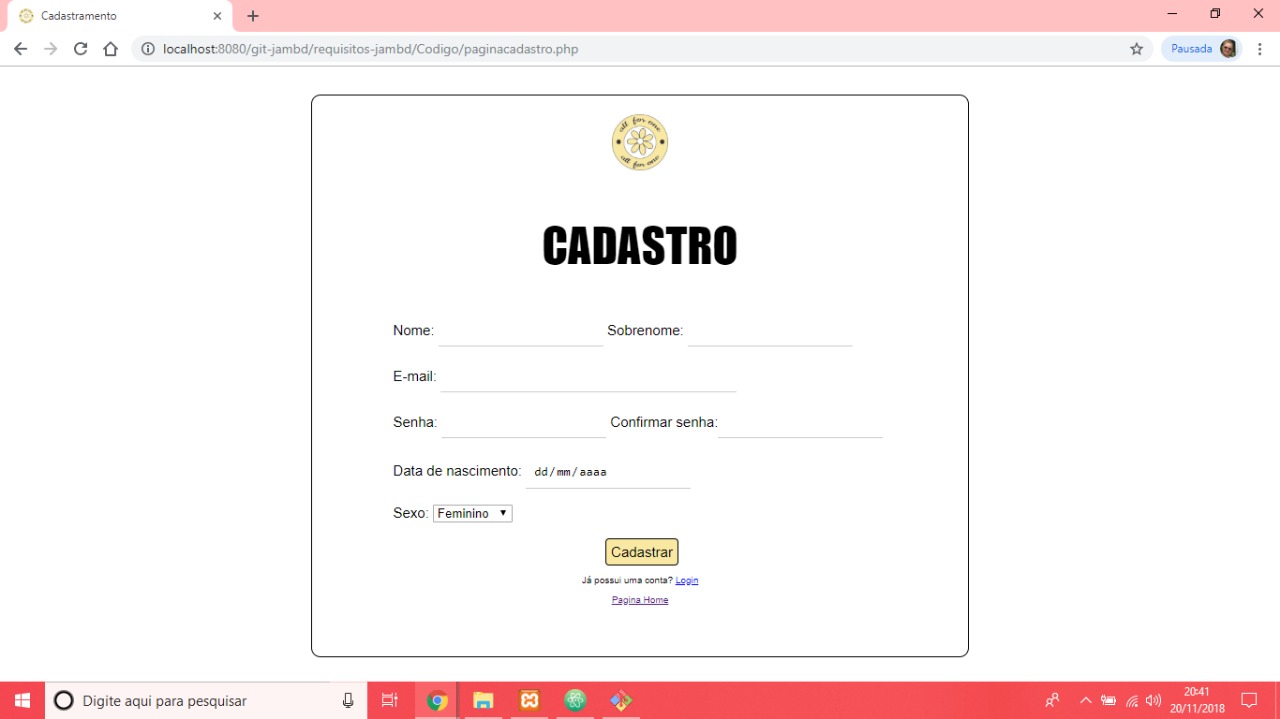 Cadastramento
localhost:8080/git-jambd/requisitos-jambd/Codigo/paginacadastro.php
Pausada
all for one
all for one
CADASTRO
Nome: Sobrenome:
E-mail:
Senha: Confirmar senha:
Data de nascimento: dd/mm/aaaa
Sexo: Feminino
Cadastrar
Já possui uma conta? Login
Pagina Home
Digite aqui para pesquisar
20:41
20/11/2018